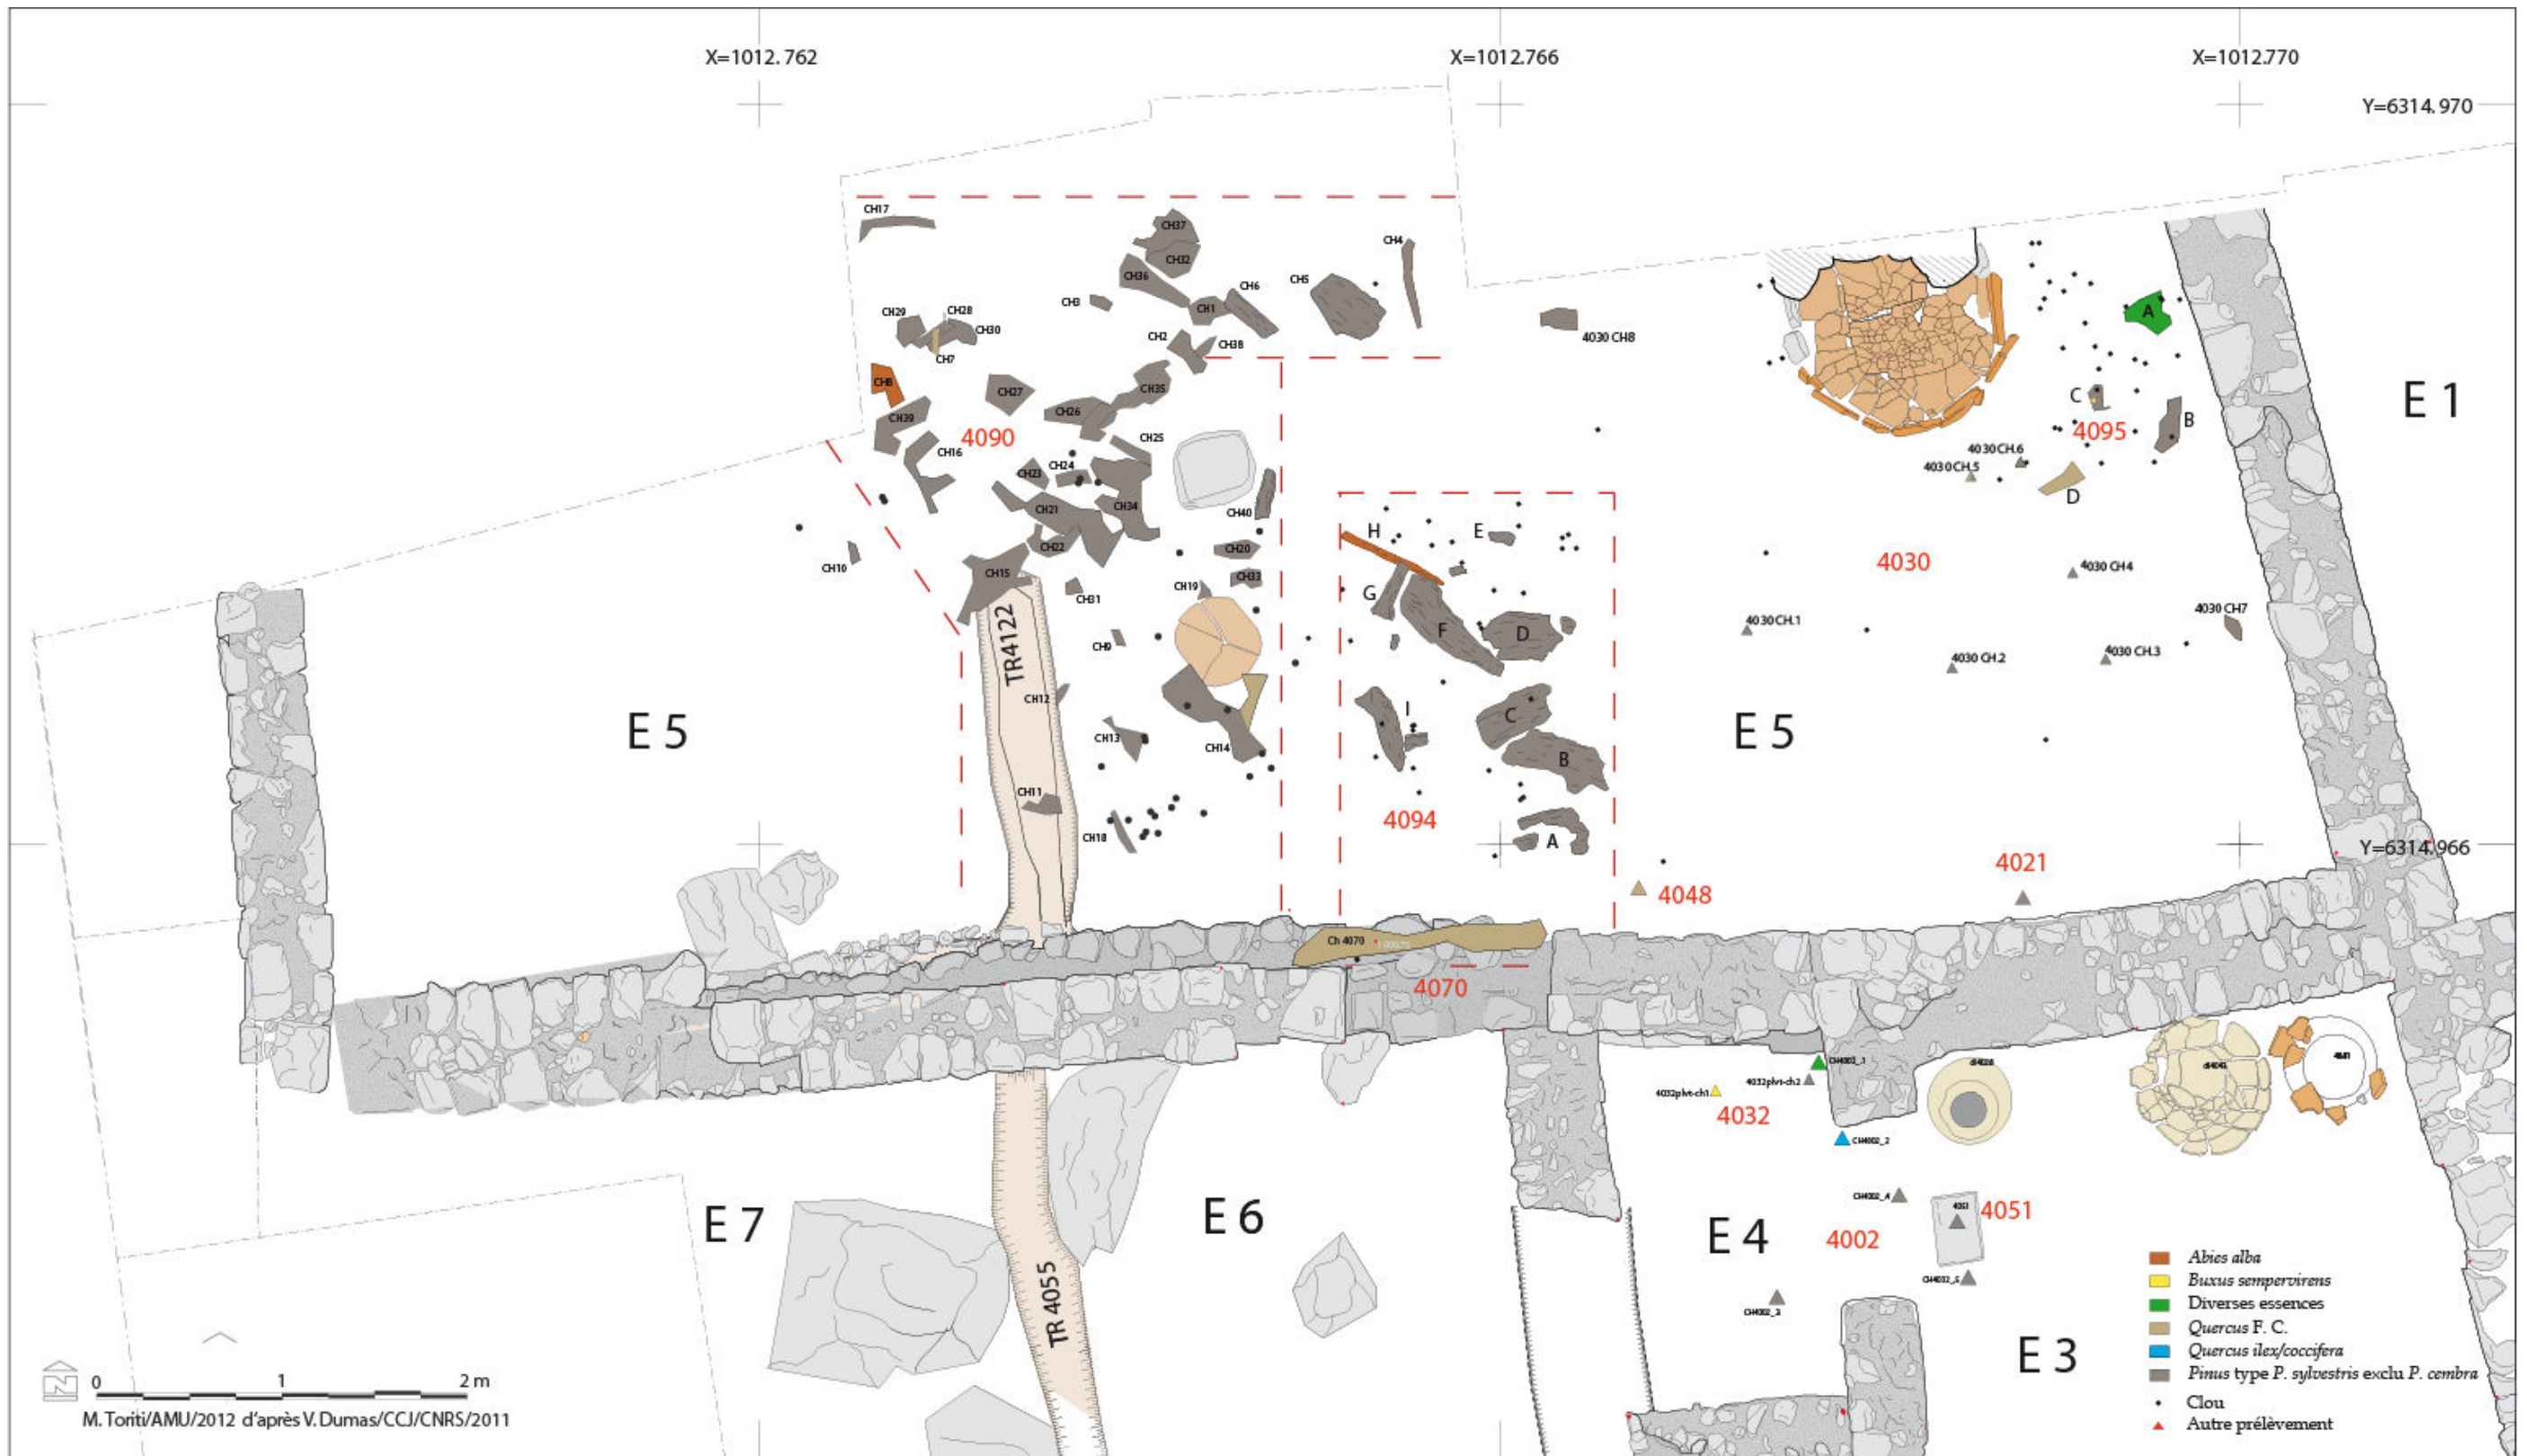 X=1012.762
X=1012.766
X=1012.770
Y=6314.970
CH17
CH37
CH32
CH36
CH4
CH3
CH1
CH6
CH5
CH29
CH28
CH30
CH7
CH2
CH38
4030 CH8
A
CH8
CH27
CH35
CH39
CH26
4090
C
B
E 1
4095
CH16
CH25
CH23
CH24
4030 CH.6
4030 CH.5
D
CH21
CH34
CH40
CH22
CH20
H
E
4030
CH10
CH15
CH33
CH31
CH19
G
4030 CH4
4030 CH.1
4030 CH7
TR4122
CH9
F
D
4030 CH.2
4030 CH.3
CH12
E 5
CH13
CH14
I
C
E 5
B
CH11
4094
CH18
A
Y=6314.966
4021
4048
Ch 4070
4070
CH4002_1
4032plvt-ch2
4032plvt-ch1
4032
CH4002_2
CH4002_4
4051
4051
E 7
E 6
E 4
4002
CH4002_5
CH4002_3
TR 4055
E 3
Abies alba
Buxus sempervirens
Diverses essences
Quercus F. C.
Quercus ilex/coccifera
Pinus type P. sylvestris exclu P. cembra
Clou
Autre prélèvement
N
0 1 2 m
M. Toriti/AMU/2012 d'après V. Dumas/CCJ/CNRS/2011